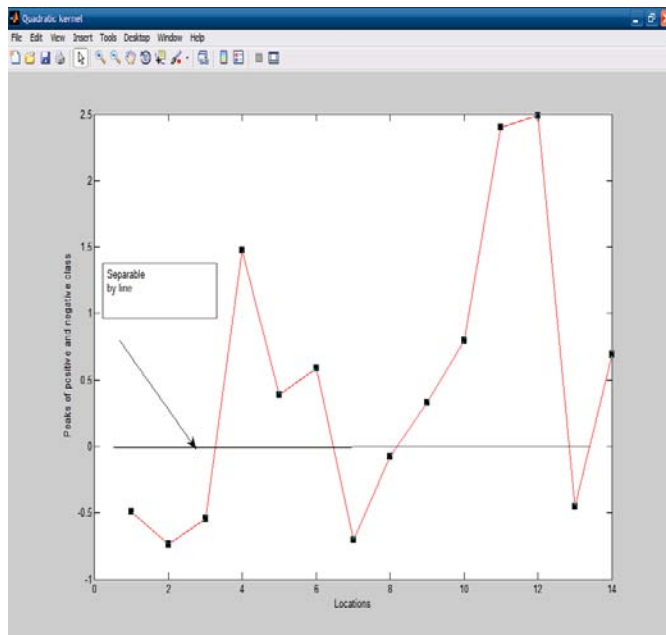 Quadratic kernel
File Edit View Insert Tools Desktop Window Help
2.5
2
1.5
1
0.5
0
-0.5
-1
Peaks of positive and negative class
Separable
by line
0 2 4 6 8 10 12 14
Locations